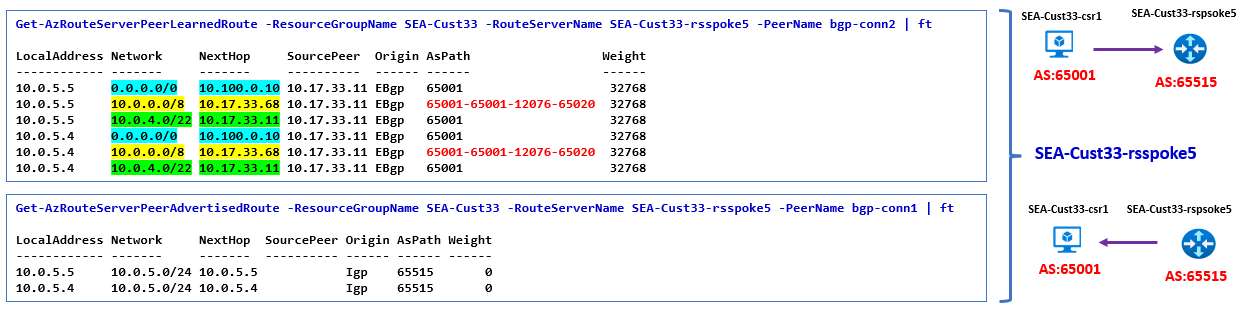 Get-AzRouteServerPeerLearnedRoute -ResourceGroupName SEA-Cust33 -RouteServerName SEA-Cust33-rsspoke5 -PeerName bgp-conn2 | ft
LocalAddress Network NextHop SourcePeer Origin AsPath Weight
------------ ------- ------- ---------- ------ ------ ------
10.0.5.5 0.0.0.0/0 10.100.0.10 10.17.33.11 EBgp 65001 32768
10.0.5.5 10.0.0.0/8 10.17.33.68 10.17.33.11 EBgp 65001-65001-12076-65020 32768
10.0.5.5 10.0.4.0/22 10.17.33.11 10.17.33.11 EBgp 65001 32768
10.0.5.4 0.0.0.0/0 10.100.0.10 10.17.33.11 EBgp 65001 32768
10.0.5.4 10.0.0.0/8 10.17.33.68 10.17.33.11 EBgp 65001-65001-12076-65020 32768
10.0.5.4 10.0.4.0/22 10.17.33.11 10.17.33.11 EBgp 65001 32768
SEA-Cust33-csr1 SEA-Cust33-rspsoke5
AS:65001 AS:65515
SEA-Cust33-rsspoke5
Get-AzRouteServerPeerAdvertisedRoute -ResourceGroupName SEA-Cust33 -RouteServerName SEA-Cust33-rsspoke5 -PeerName bgp-conn1 | ft
LocalAddress Network NextHop SourcePeer Origin AsPath Weight
------------ ------- ------- ---------- ------ ------ ------
10.0.5.5 10.0.5.0/24 10.0.5.5 Igp 65515 0
10.0.5.4 10.0.5.0/24 10.0.5.4 Igp 65515 0
SEA-Cust33-csr1 SEA-Cust33-rspsoke5
AS:65001 AS:65515